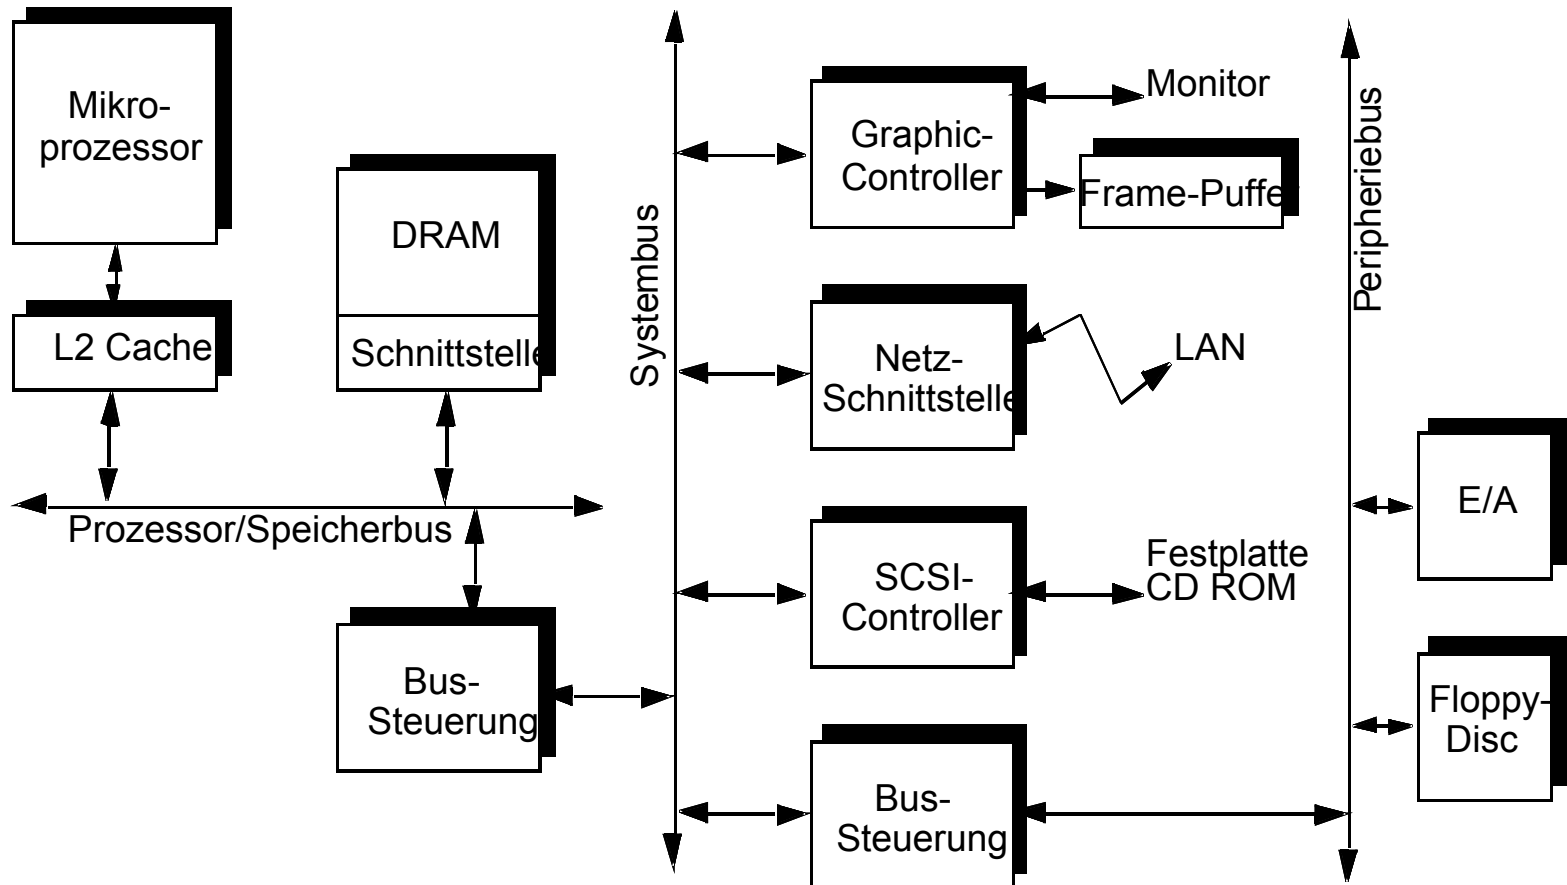 Mikro-
prozessor
L2 Cache
DRAM
Schnittstelle
Prozessor/Speicherbus
Bus-
Steuerung
Systembus
Graphic-
Controller
Monitor
Frame-Puffer
Netz-
Schnittstelle
LAN
SCSI-
Controller
Festplatte
CD ROM
Bus-
Steuerung
Peripheriebus
E/A
Floppy-
Disc